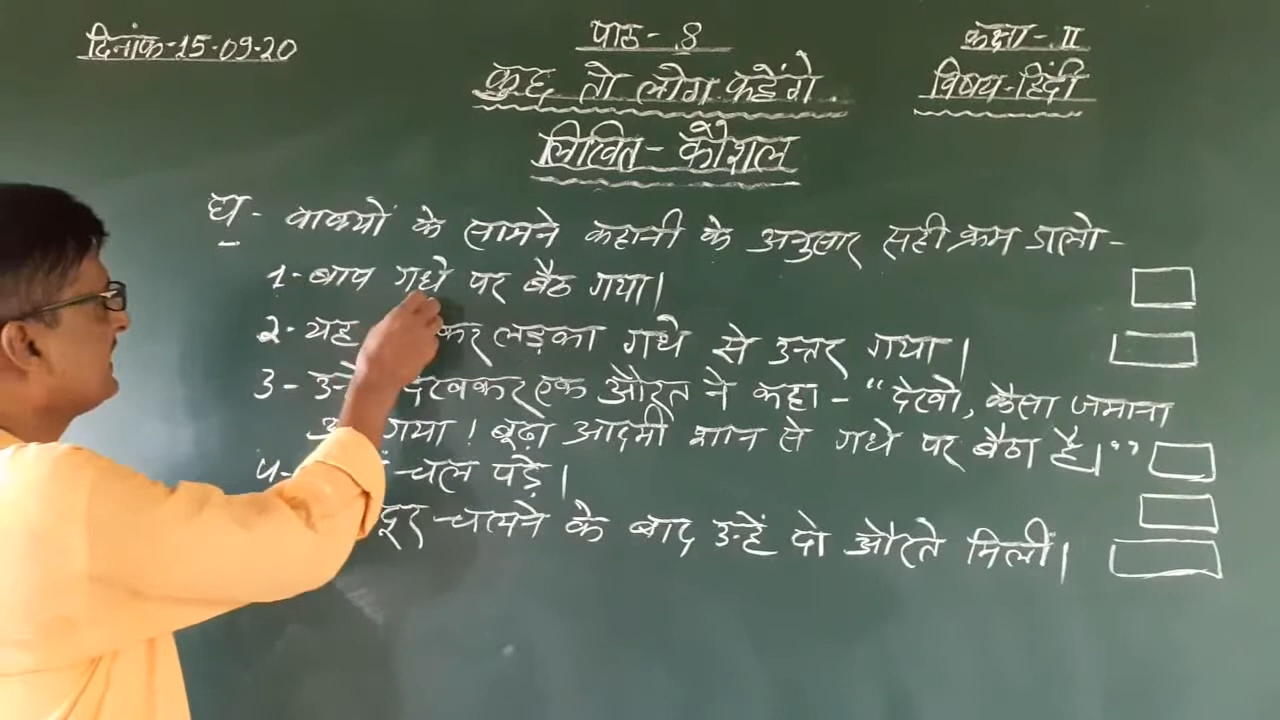 दिनांक-15-09-20
पाठ- 8
कक्षा- II
कुछ तो लोग कहेंगे
विषय-हिंदी
लिखित- कौशल
घ- वाक्यों के सामने कहानी के अनुसार सही क्रम डालो-
1- बाप गधे पर बैठ गया।
2- यह लड़का गधे से उतर गया।
3- देखकर एक औरत ने कहा- “देखो, कैसा जमाना
गया! बूढ़ा आदमी शान से गधे पर बैठा है।”
4- चल पड़े।
दूर चलने के बाद उन्हें दो औरते मिली।